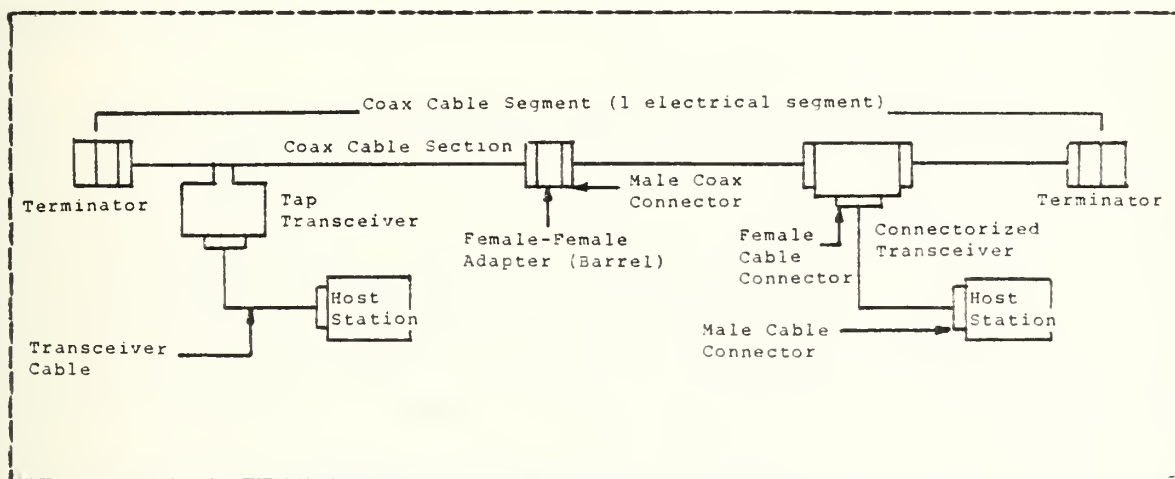 Coax Cable Segment (1 electrical segment)
Coax Cable Section
Terminator
Tap
Transceiver
Male Coax
Connector
Female-Female
Adapter (Barrel)
Female
Cable
Connector
Connectorized
Transceiver
Terminator
Host
Station
Host
Station
Transceiver
Cable
Male Cable
Connector